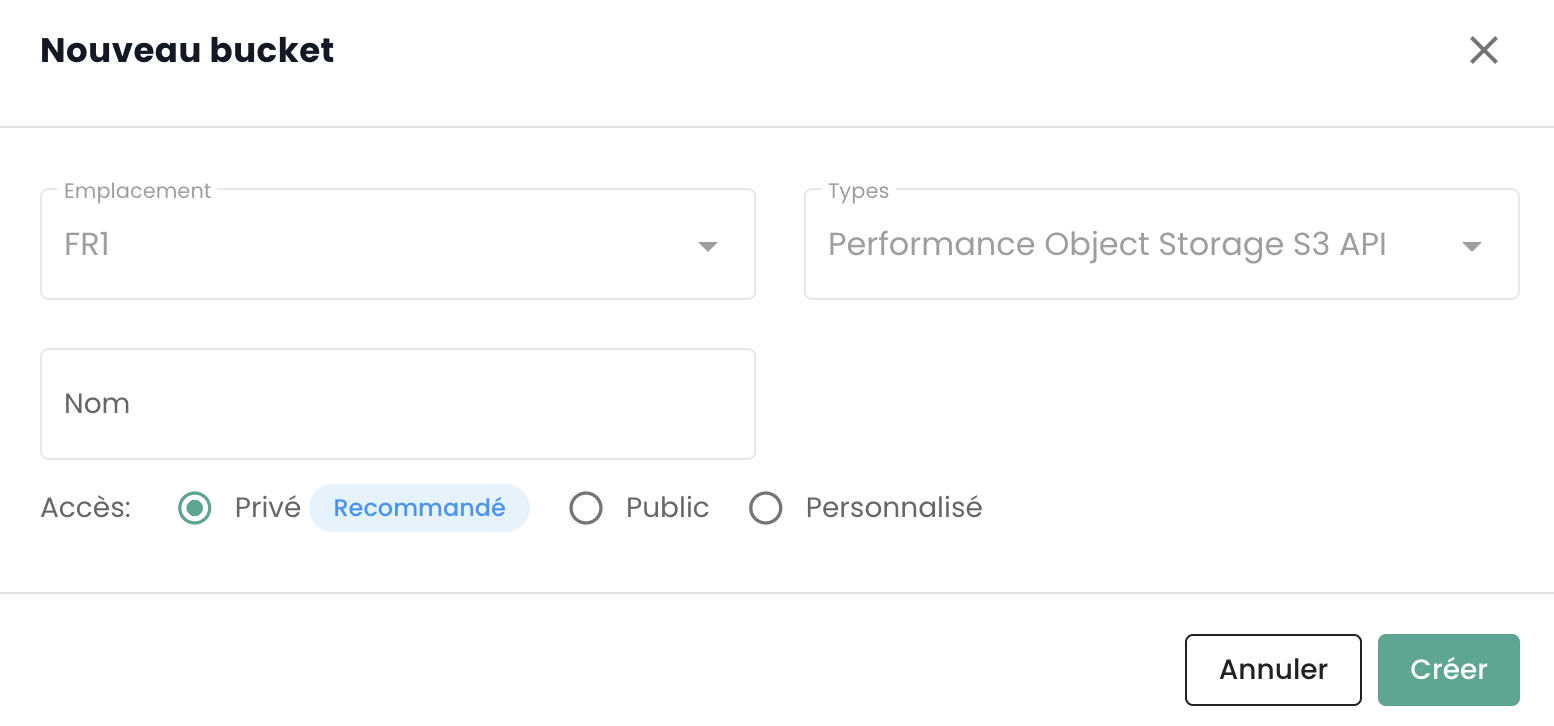 Nouveau bucket
Emplacement
FR1
Types
Performance Object Storage S3 API
Nom
Accès: Privé Recommandé Public Personnalisé
Annuler Créer